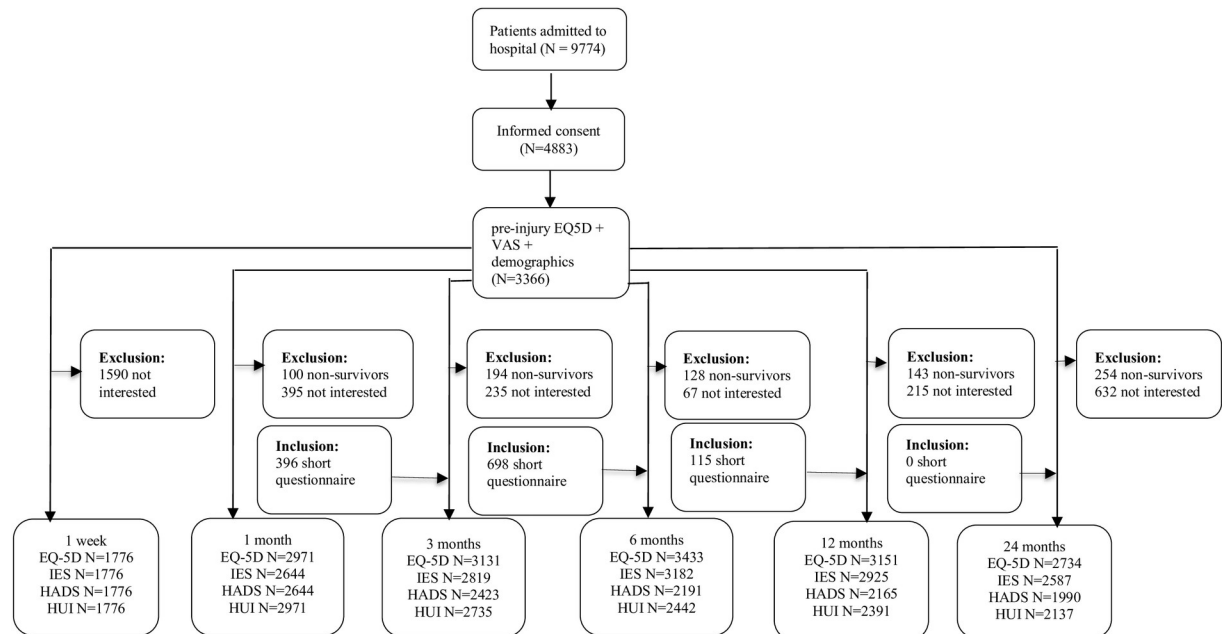 Patients admitted to
hospital (N = 9774)
Informed consent
(N=4883)
pre-injury EQ5D +
VAS +
demographics
(N=3366)
Exclusion:
1590 not
interested
Exclusion:
100 non-survivors
395 not interested
Exclusion:
194 non-survivors
235 not interested
Exclusion:
128 non-survivors
67 not interested
Exclusion:
143 non-survivors
215 not interested
Exclusion:
254 non-survivors
632 not interested
Inclusion:
396 short
questionnaire
Inclusion:
698 short
questionnaire
Inclusion:
115 short
questionnaire
Inclusion:
0 short
questionnaire
1 week
EQ-5D N=1776
IES N=1776
HADS N=1776
HUI N=1776
1 month
EQ-5D N=2971
IES N=2644
HADS N=2644
HUI N=2971
3 months
EQ-5D N=3131
IES N=2819
HADS N=2423
HUI N=2735
6 months
EQ-5D N=3433
IES N=3182
HADS N=2191
HUI N=2442
12 months
EQ-5D N=3151
IES N=2925
HADS N=2165
HUI N=2391
24 months
EQ-5D N=2734
IES N=2587
HADS N=1990
HUI N=2137